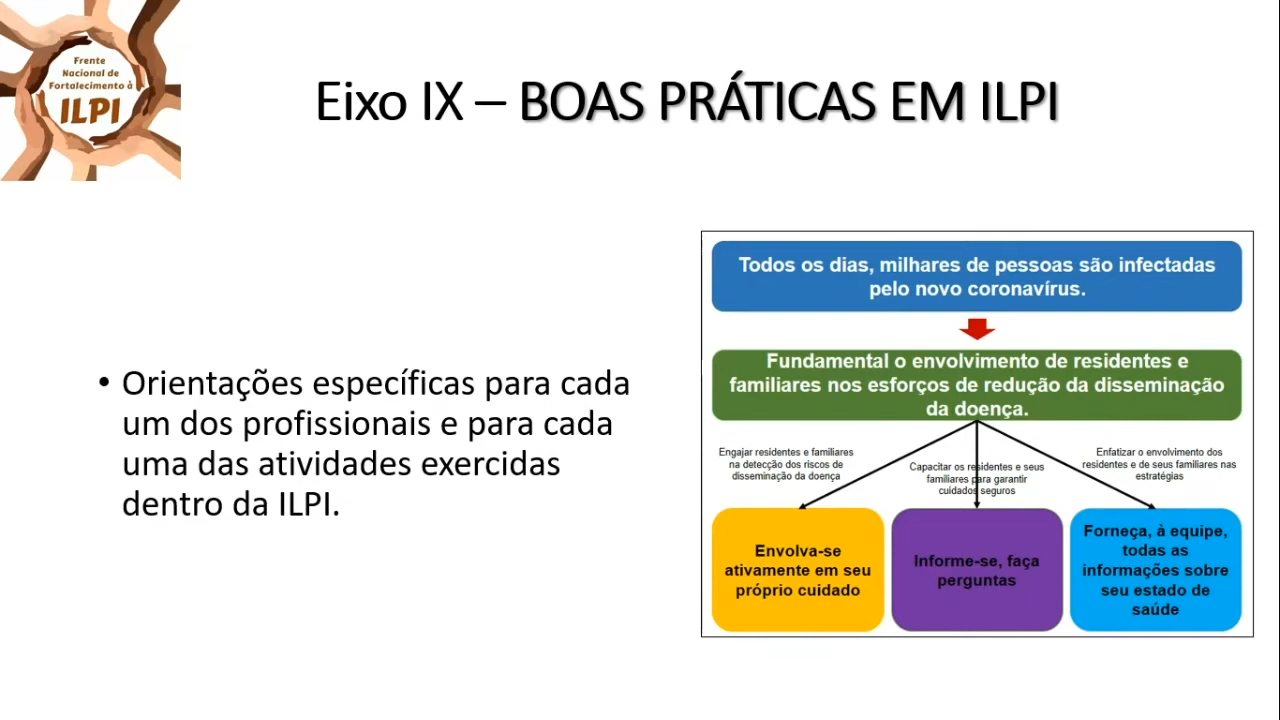 Frente
Nacional de
Fortalecimento à
ILPI
Eixo IX – BOAS PRÁTICAS EM ILPI
• Orientações específicas para cada
um dos profissionais e para cada
uma das atividades exercidas
dentro da ILPI.
Todos os dias, milhares de pessoas são infectadas
pelo novo coronavírus.
Fundamental o envolvimento de residentes e
familiares nos esforços de redução da disseminação
da doença.
Engajar residentes e familiares
na detecção dos riscos de
disseminação da doença
Capacitar os residentes e seus
familiares para garantir
cuidados seguros
Enfatizar o envolvimento dos
residentes e de seus familiares nas
estratégias
Envolva-se
ativamente em seu
próprio cuidado
Informe-se, faça
perguntas
Forneça, à equipe,
todas as
informações sobre
seu estado de
saúde